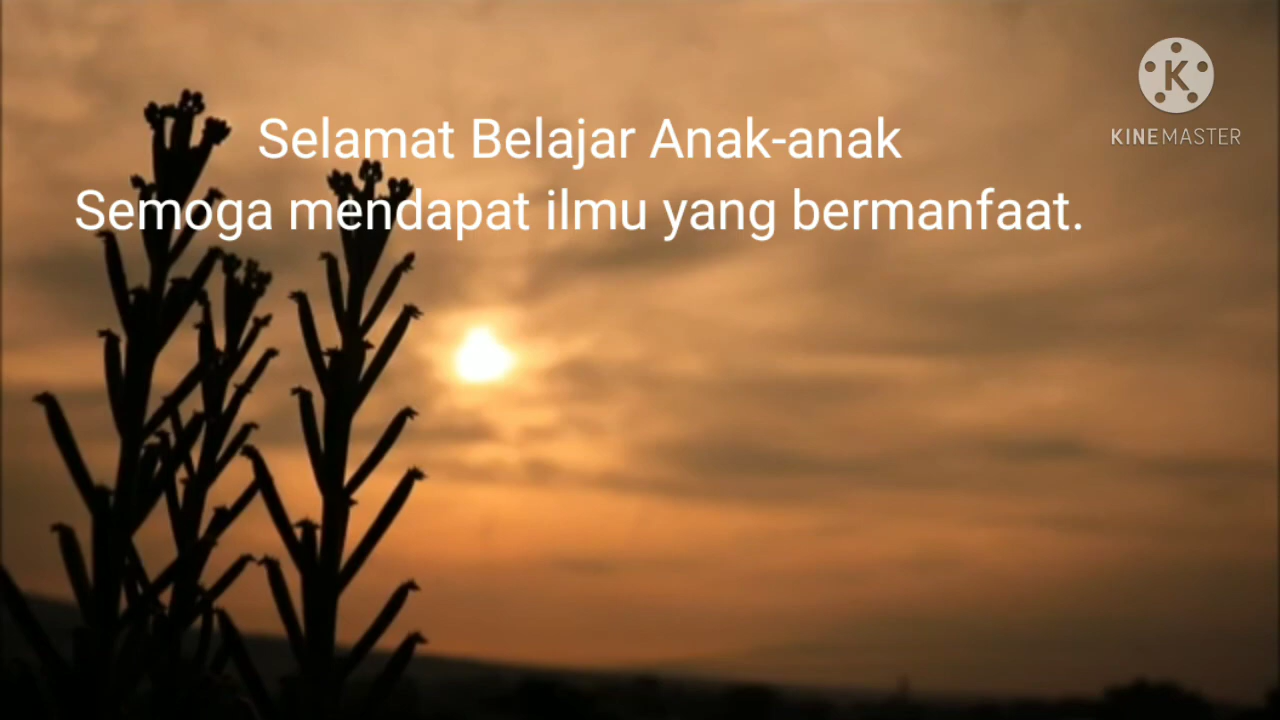 Selamat Belajar Anak-anak
Semoga mendapat ilmu yang bermanfaat.
K
KINEMASTER